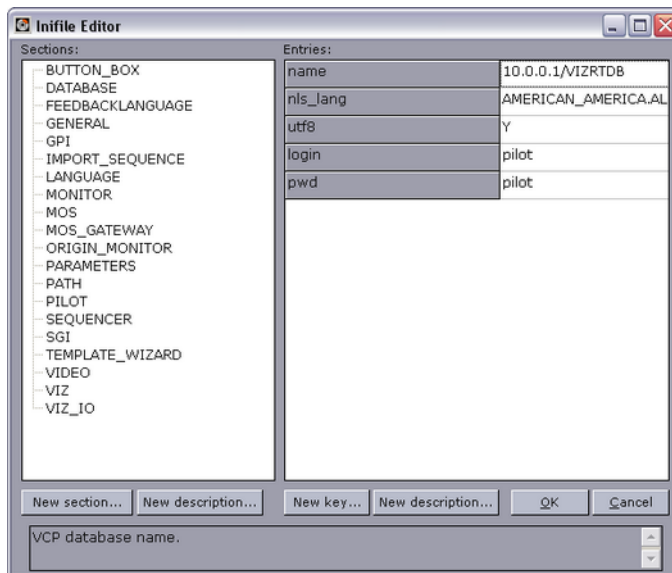 Inifile Editor
Sections:
BUTTON_BOX
DATABASE
FEEDBACKLANGUAGE
GENERAL
GPI
IMPORT_SEQUENCE
LANGUAGE
MONITOR
MOS
MOS_GATEWAY
ORIGIN_MONITOR
PARAMETERS
PATH
PILOT
SEQUENCER
SGI
TEMPLATE_WIZARD
VIDEO
VIZ
VIZ_IO
Entries:
name 10.0.0.1/VIZRTDB
nls_lang AMERICAN_AMERICA.AL
utf8 Y
login pilot
pwd pilot
New section... New description... New key... New description... OK Cancel
VCP database name.